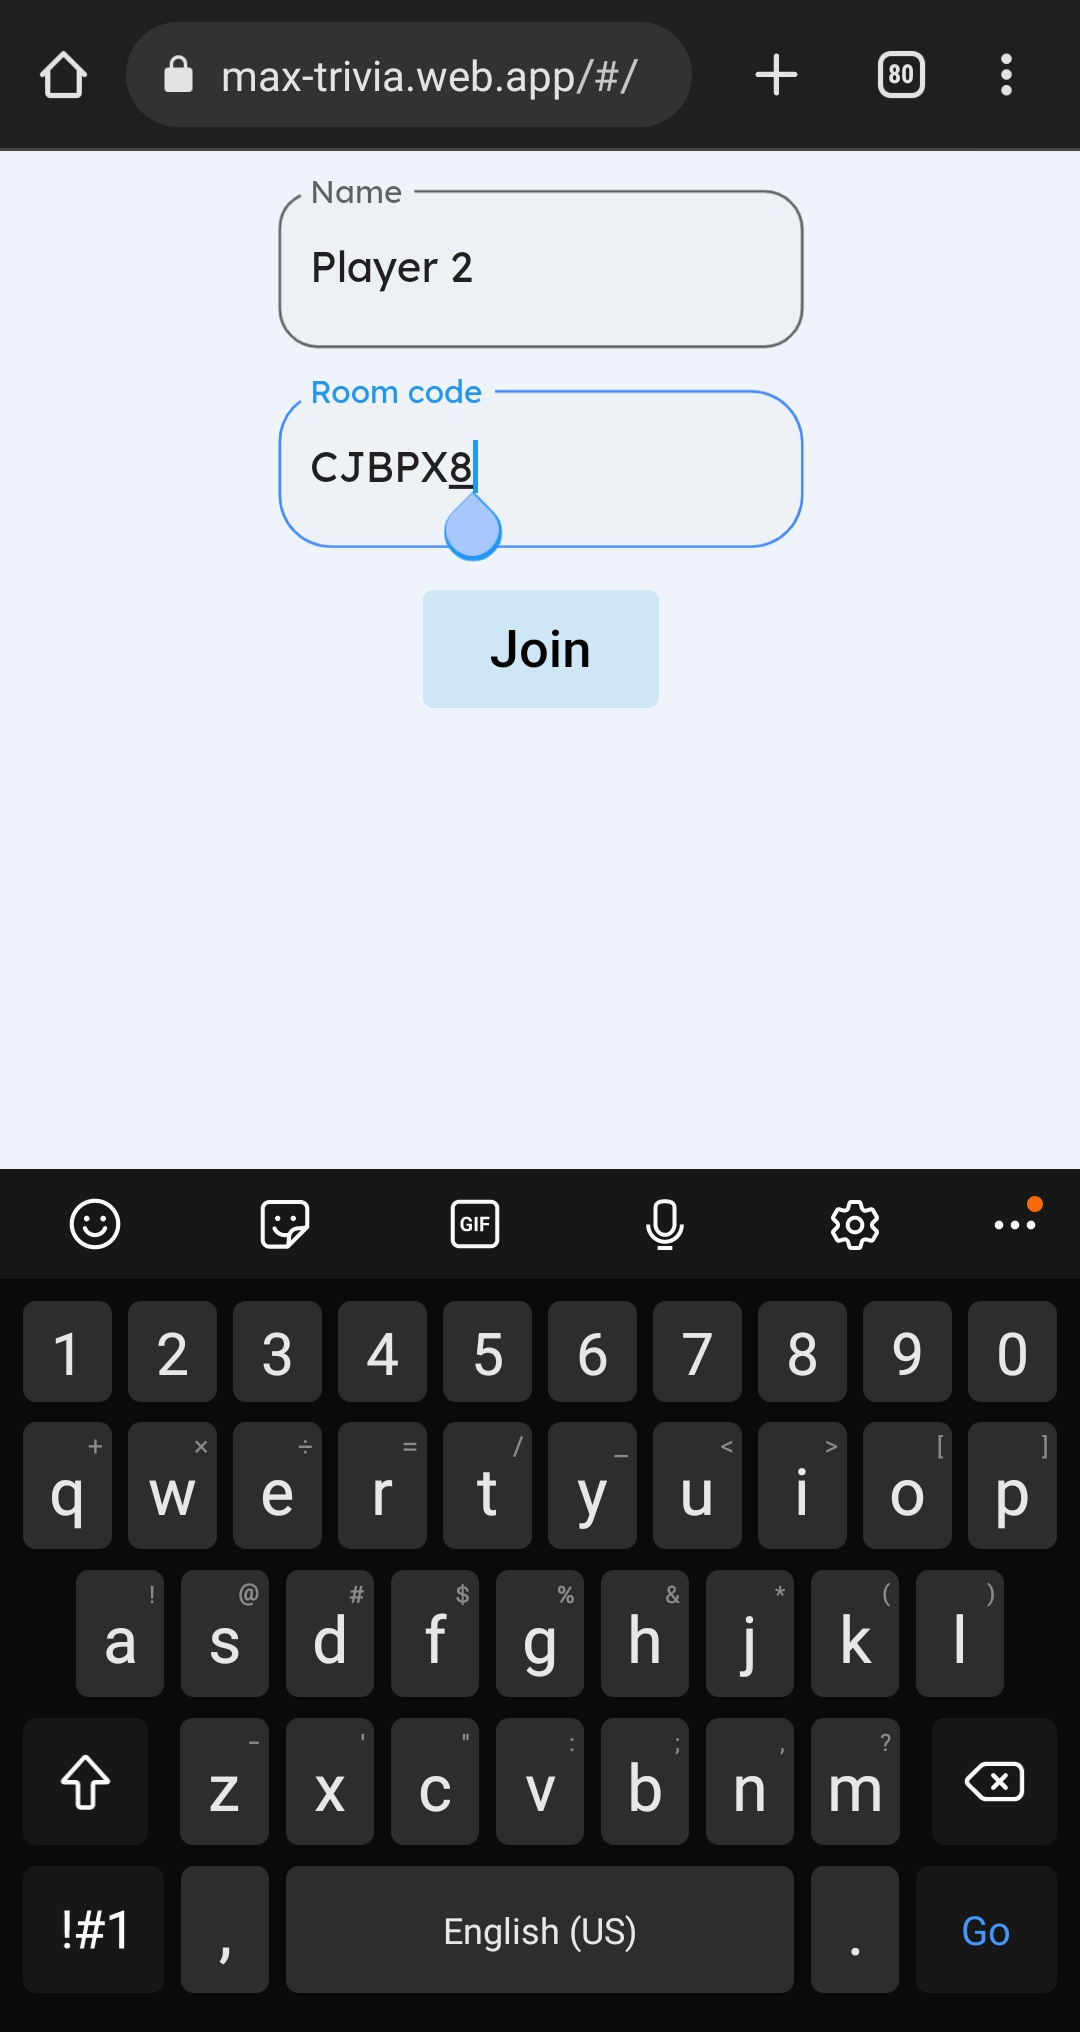 max-trivia.web.app/#/
80
Name
Player 2
Room code
CJBPX8
Join
GIF
1 2 3 4 5 6 7 8 9 0
+ × ÷ = / _ < > [ ]
q w e r t y u i o p
! @ # $ % & * ( )
a s d f g h j k l
- ' " : ; , ?
z x c v b n m
!#1 , English (US) . Go